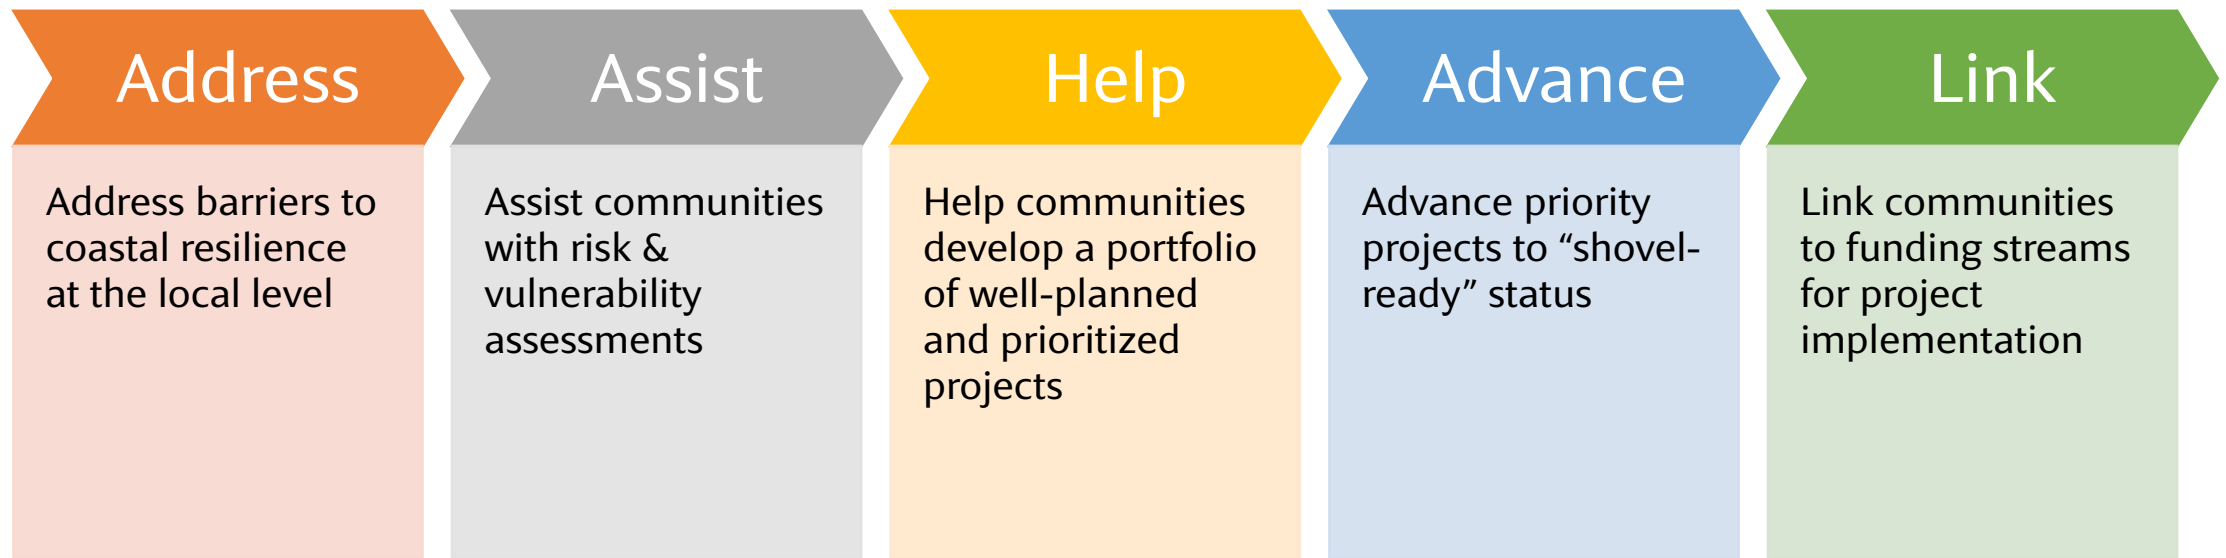 Address
Address barriers to
coastal resilience
at the local level
Assist
Assist communities
with risk &
vulnerability
assessments
Help
Help communities
develop a portfolio
of well-planned
and prioritized
projects
Advance
Advance priority
projects to “shovel-
ready” status
Link
Link communities
to funding streams
for project
implementation